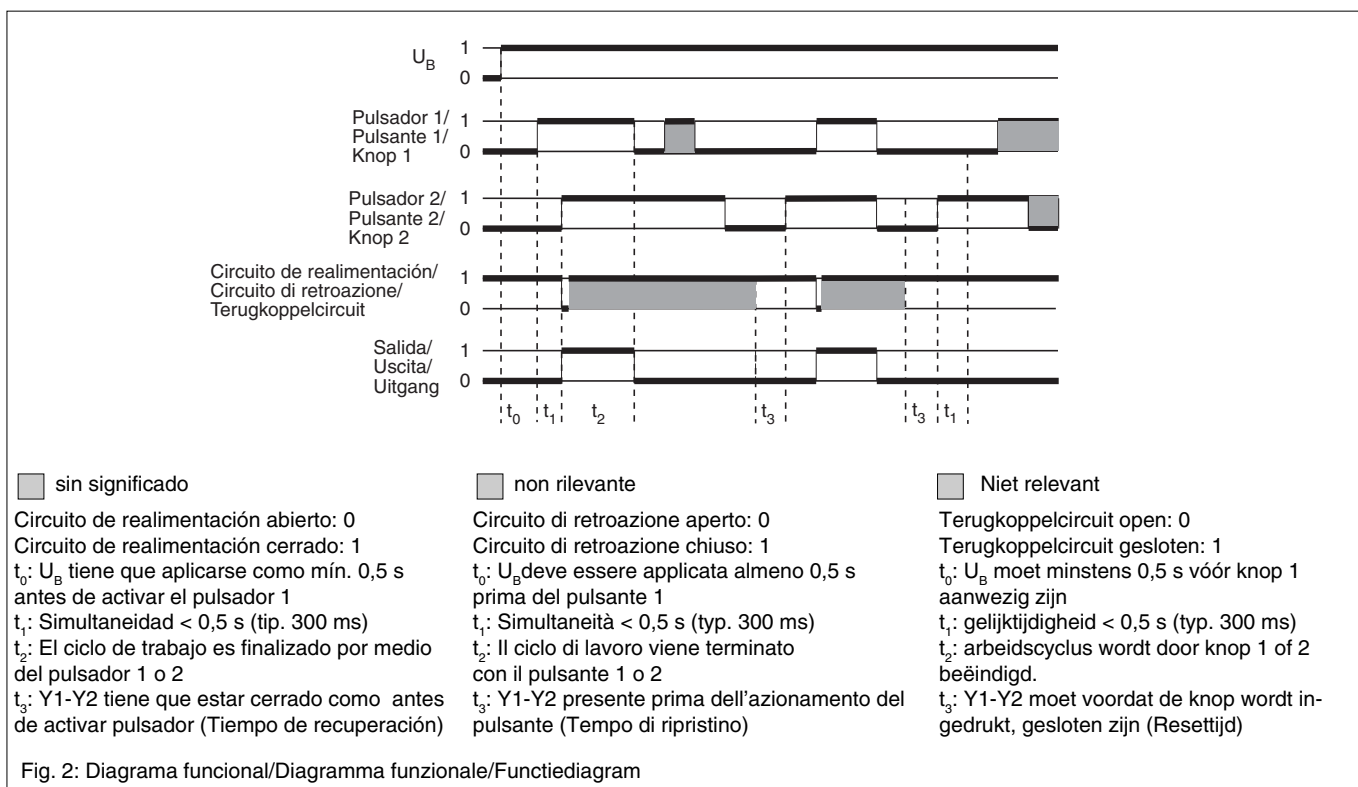 U_B 1
0
Pulsador 1/
Pulsante 1/
Knop 1
1
0
Pulsador 2/
Pulsante 2/
Knop 2
1
0
Circuito de realimentación/
Circuito di retroazione/
Terugkoppelcircuit
1
0
Salida/
Uscita/
Uitgang
1
0
t₀ t₁ t₂ t₃ t₃ t₁
sin significado
Circuito de realimentación abierto: 0
Circuito de realimentación cerrado: 1
t₀: U_B tiene que aplicarse como mín. 0,5 s
antes de activar el pulsador 1
t₁: Simultaneidad < 0,5 s (tip. 300 ms)
t₂: El ciclo de trabajo es finalizado por medio
del pulsador 1 o 2
t₃: Y1-Y2 tiene que estar cerrado como antes
de activar pulsador (Tiempo de recuperación)
non rilevante
Circuito di retroazione aperto: 0
Circuito di retroazione chiuso: 1
t₀: U_B deve essere applicata almeno 0,5 s
prima del pulsante 1
t₁: Simultaneità < 0,5 s (typ. 300 ms)
t₂: Il ciclo di lavoro viene terminato
con il pulsante 1 o 2
t₃: Y1-Y2 presente prima dell'azionamento del
pulsante (Tempo di ripristino)
Niet relevant
Terugkoppelcircuit open: 0
Terugkoppelcircuit gesloten: 1
t₀: U_B moet minstens 0,5 s vóór knop 1
aanwezig zijn
t₁: gelijktijdigheid < 0,5 s (typ. 300 ms)
t₂: arbeidscyclus wordt door knop 1 of 2
beëindigd.
t₃: Y1-Y2 moet voordat de knop wordt in-
gedrukt, gesloten zijn (Resettijd)
Fig. 2: Diagrama funcional/Diagramma funzionale/Functiediagram